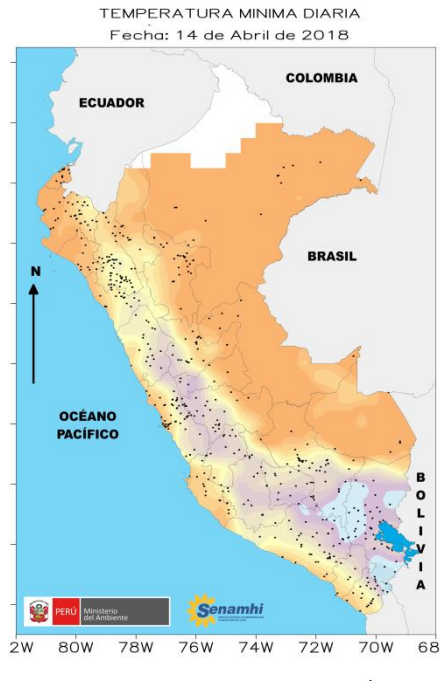 TEMPERATURA MINIMA DIARIA
Fecha: 14 de Abril de 2018
COLOMBIA
ECUADOR
BRASIL
N
OCÉANO
PACÍFICO
BOLIVIA
PERÚ
Ministerio
del Ambiente
Senamhi
2W 80W 78W 76W 74W 72W 70W 68